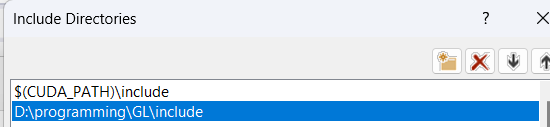 Include Directories
$(CUDA_PATH)\include
D:\programming\GL\include